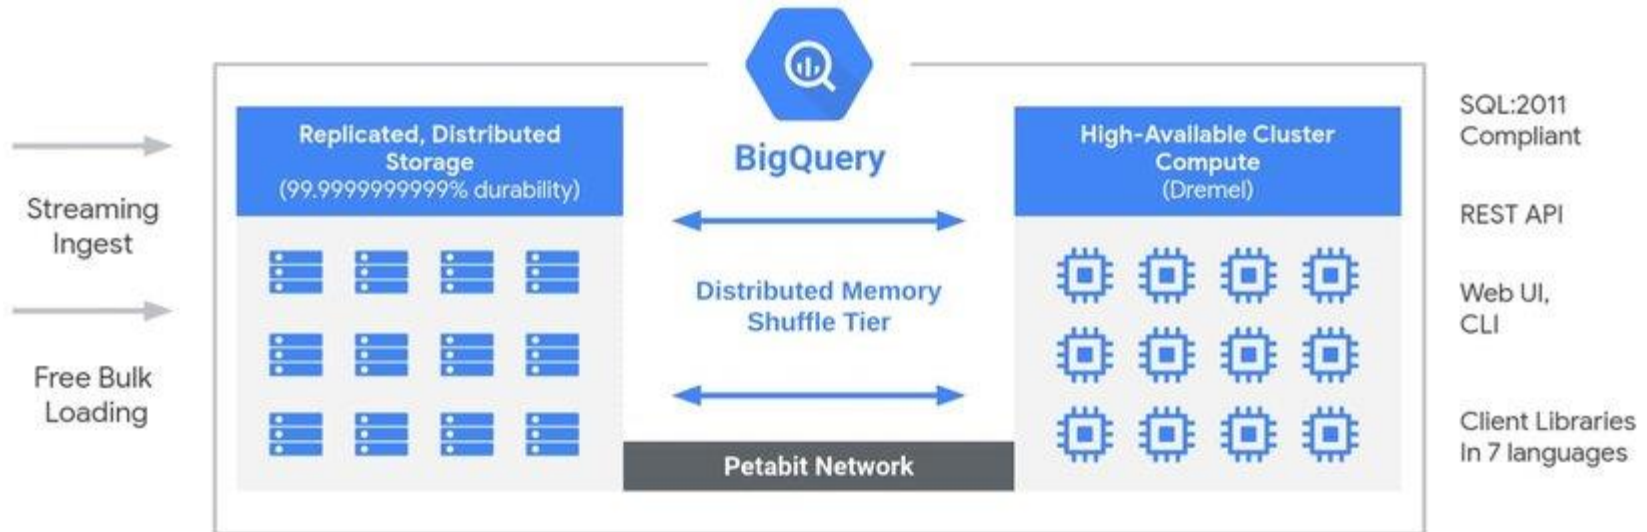 Streaming
Ingest
Free Bulk
Loading
Replicated, Distributed
Storage
(99.9999999999% durability)
BigQuery
Distributed Memory
Shuffle Tier
Petabit Network
High-Available Cluster
Compute
(Dremel)
SQL:2011
Compliant
REST API
Web UI,
CLI
Client Libraries
In 7 languages